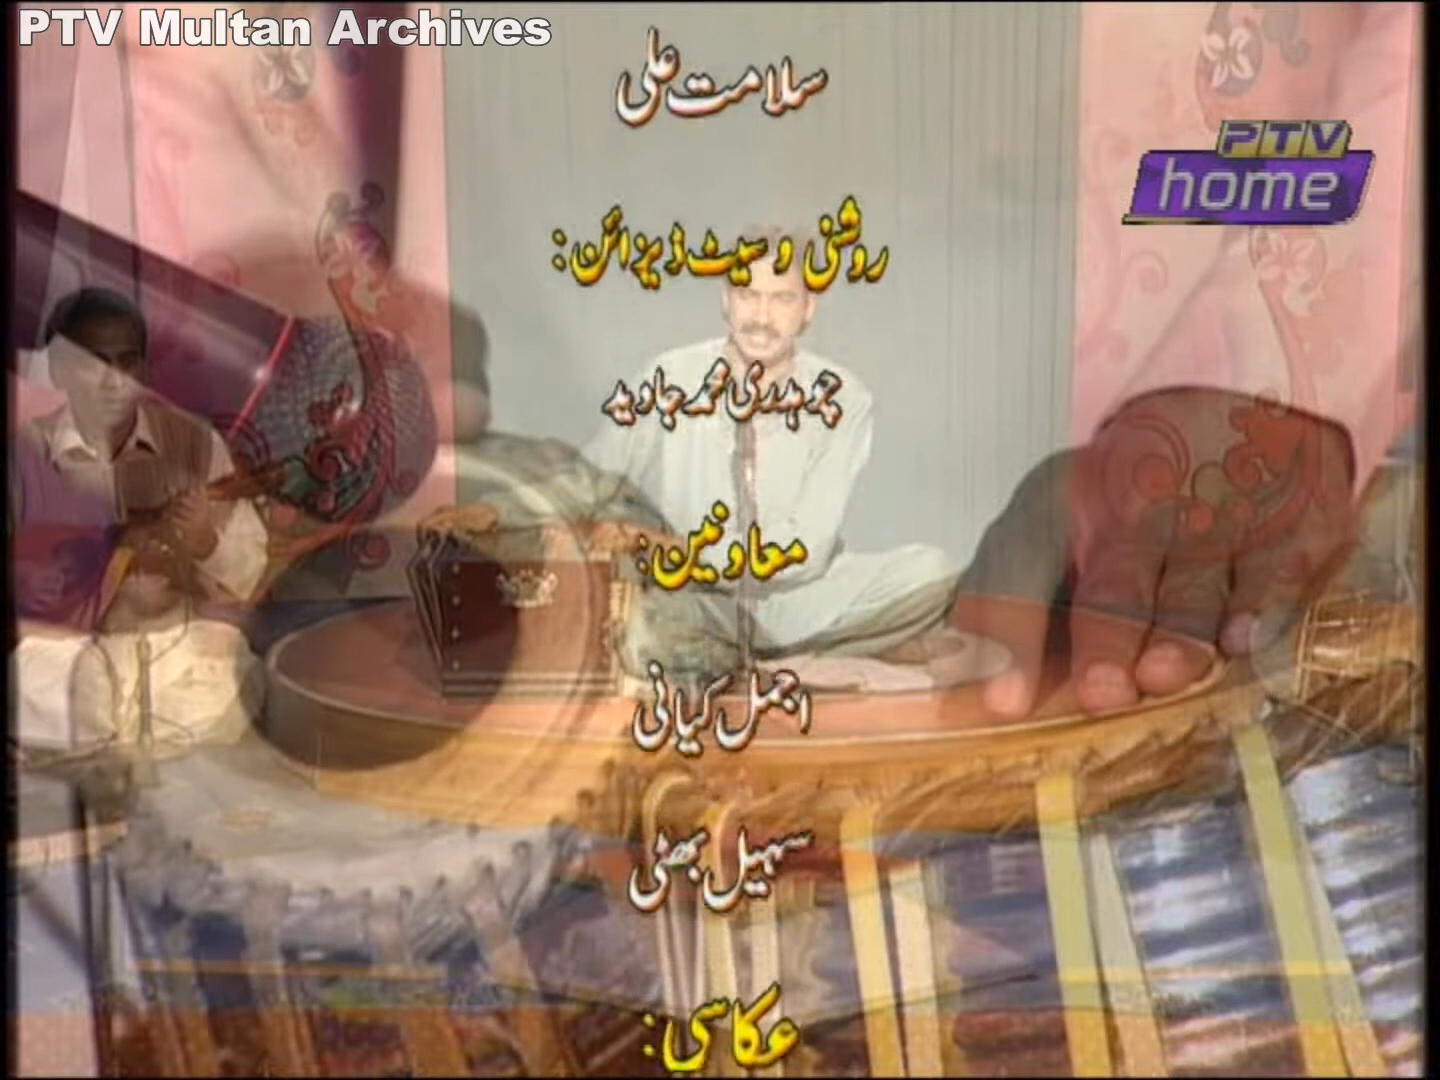 PTV Multan Archives
سلامت علی
PTV
home
روشنی و سیٹ ڈیزائن:
چوہدری محمد جاوید
معاونین:
اجمل کیانی
سہیل بھٹی
عکاسی: